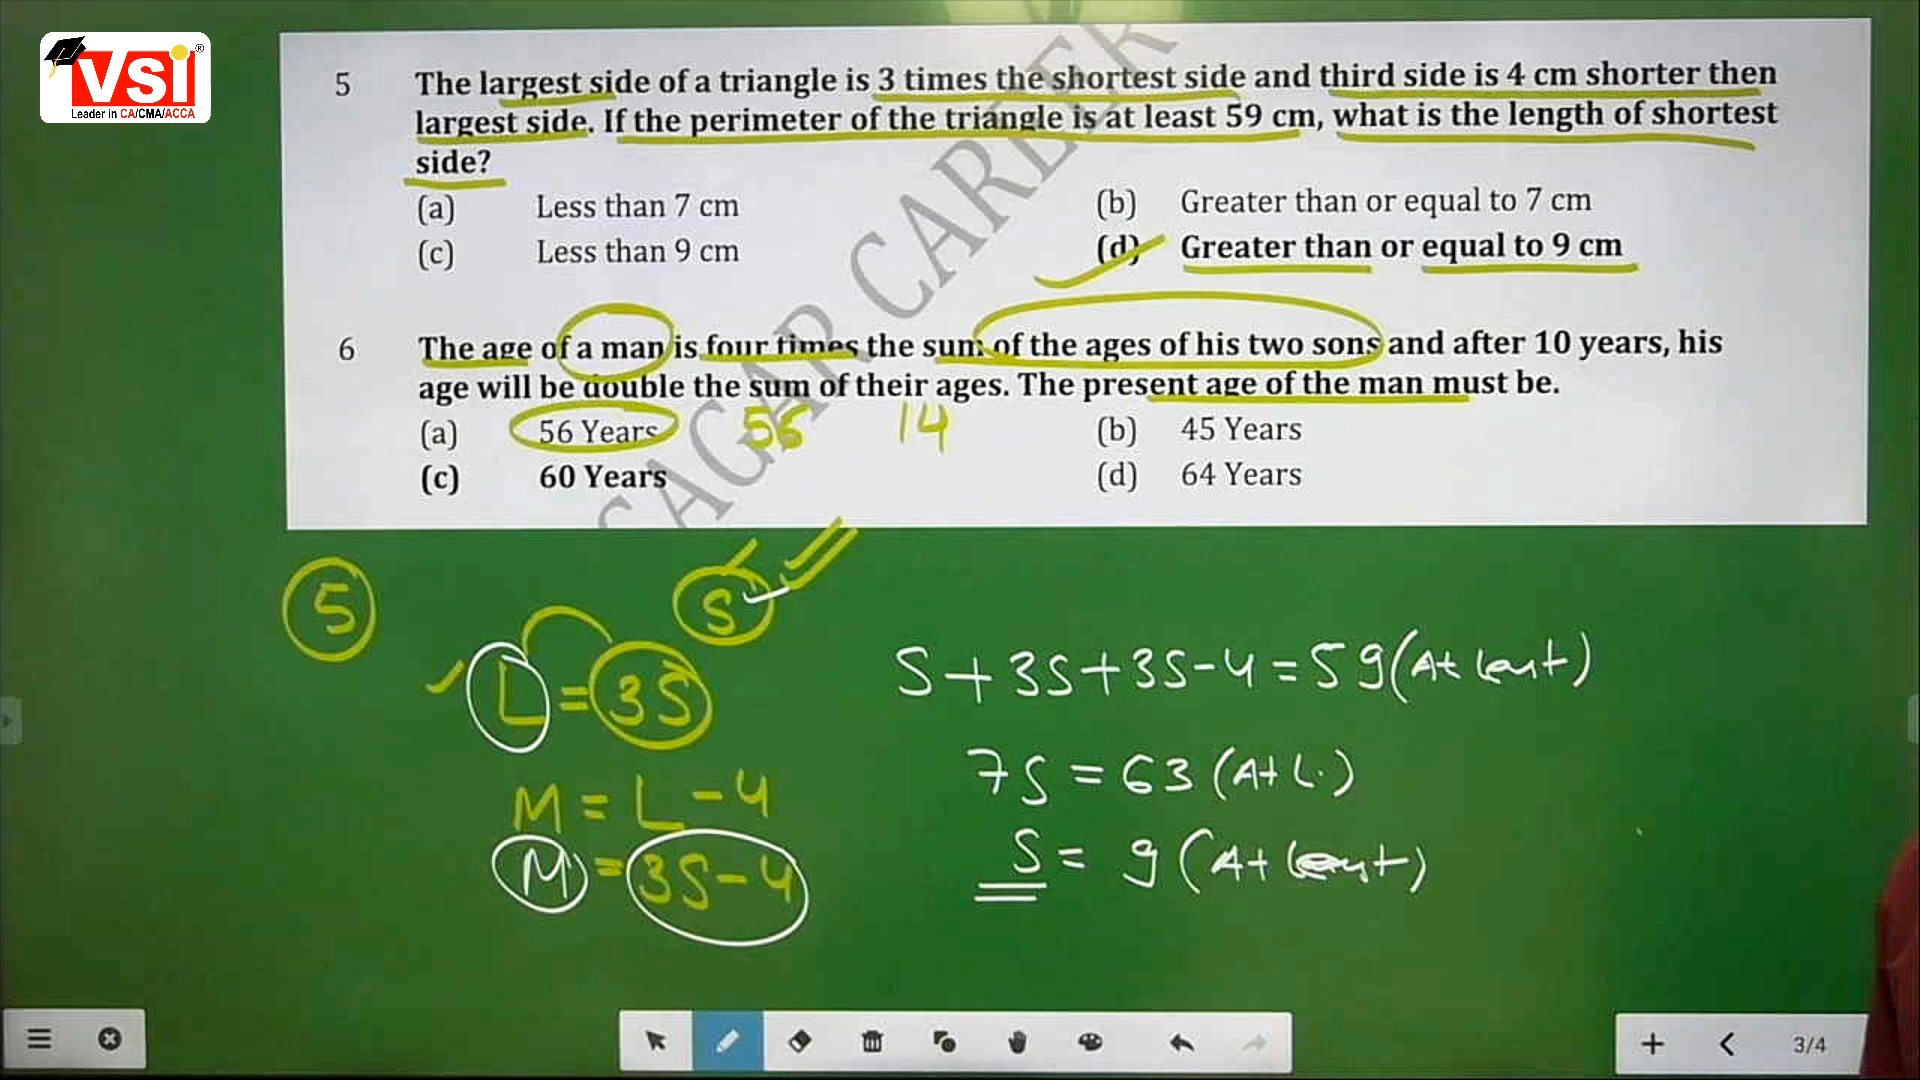 VSI ®
Leader in CA/CMA/ACCA
5 The largest side of a triangle is 3 times the shortest side and third side is 4 cm shorter then
largest side. If the perimeter of the triangle is at least 59 cm, what is the length of shortest
side?
(a) Less than 7 cm (b) Greater than or equal to 7 cm
(c) Less than 9 cm (d) Greater than or equal to 9 cm
6 The age of a man is four times the sum of the ages of his two sons and after 10 years, his
age will be double the sum of their ages. The present age of the man must be.
(a) 56 Years 56 14 (b) 45 Years
(c) 60 Years (d) 64 Years
SAGAR CAREER
5
S
L = 3S
M = L - 4
M = 3S - 4
S + 3S + 3S - 4 = 59 (At least)
7S = 63 (At L.)
S = 9 (At least)
3/4